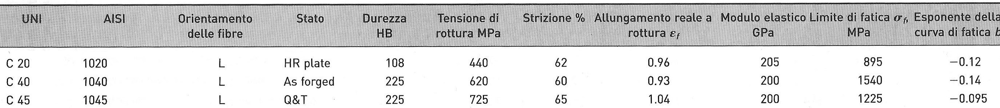 UNI AISI Orientamento delle fibre Stato Durezza HB Tensione di rottura MPa Strizione % Allungamento reale a rottura εf Modulo elastico GPa Limite di fatica σf, MPa Esponente della curva di fatica b
C 20 1020 L HR plate 108 440 62 0.96 205 895 −0.12
C 40 1040 L As forged 225 620 60 0.93 200 1540 −0.14
C 45 1045 L Q&T 225 725 65 1.04 200 1225 −0.095